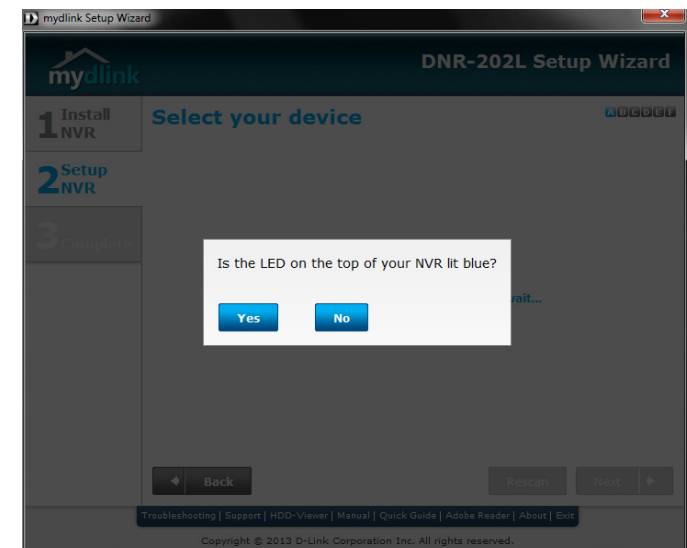 mydlink Setup Wizard
mydlink
DNR-202L Setup Wizard
1 Install NVR
Select your device
A B C D E F
2 Setup NVR
3 Complete
Is the LED on the top of your NVR lit blue?
wait...
Yes
No
Back
Rescan
Next
Troubleshooting | Support | HDD-Viewer | Manual | Quick Guide | Adobe Reader | About | Exit
Copyright © 2013 D-Link Corporation Inc. All rights reserved.